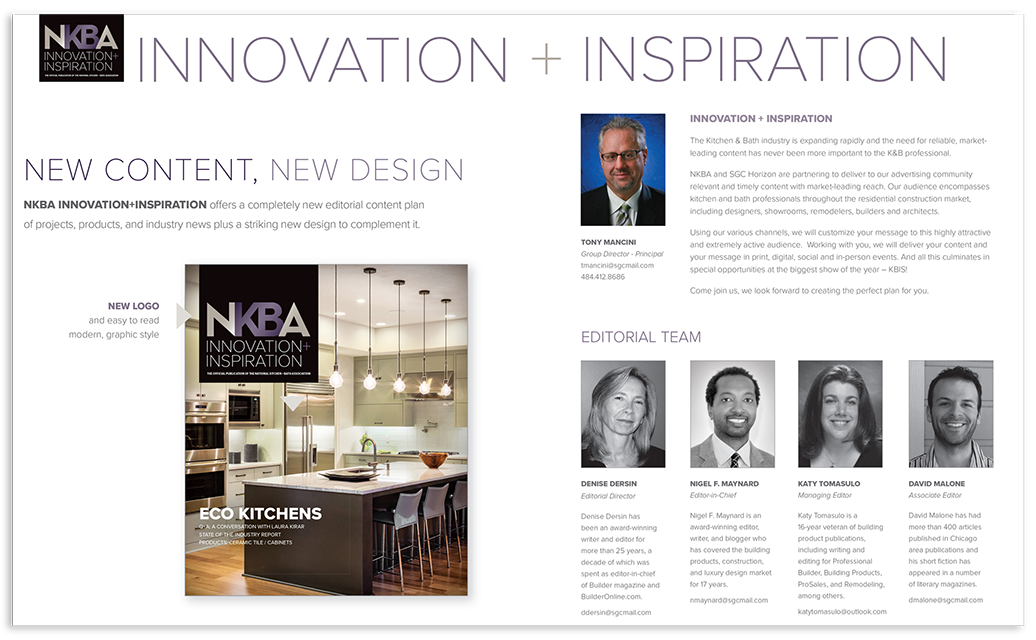 NKBA
INNOVATION+
INSPIRATION
THE OFFICIAL PUBLICATION OF THE NATIONAL KITCHEN + BATH ASSOCIATION
INNOVATION + INSPIRATION
NEW CONTENT, NEW DESIGN
NKBA INNOVATION+INSPIRATION offers a completely new editorial content plan
of projects, products, and industry news plus a striking new design to complement it.
NEW LOGO
and easy to read
modern, graphic style
NKBA
INNOVATION+
INSPIRATION
THE OFFICIAL PUBLICATION OF THE NATIONAL KITCHEN + BATH ASSOCIATION
ECO KITCHENS
Q+A: A CONVERSATION WITH LAURA KIRAR
STATE OF THE INDUSTRY REPORT
PRODUCTS: CERAMIC TILE / CABINETS
TONY MANCINI
Group Director - Principal
tmancini@sgcmail.com
484.412.8686
INNOVATION + INSPIRATION
The Kitchen & Bath industry is expanding rapidly and the need for reliable, market-
leading content has never been more important to the K&B professional.
NKBA and SGC Horizon are partnering to deliver to our advertising community
relevant and timely content with market-leading reach. Our audience encompasses
kitchen and bath professionals throughout the residential construction market,
including designers, showrooms, remodelers, builders and architects.
Using our various channels, we will customize your message to this highly attractive
and extremely active audience. Working with you, we will deliver your content and
your message in print, digital, social and in-person events. And all this culminates in
special opportunities at the biggest show of the year – KBIS!
Come join us, we look forward to creating the perfect plan for you.
EDITORIAL TEAM
DENISE DERSIN
Editorial Director
Denise Dersin has
been an award-winning
writer and editor for
more than 25 years, a
decade of which was
spent as editor-in-chief
of Builder magazine and
BuilderOnline.com.
ddersin@sgcmail.com
NIGEL F. MAYNARD
Editor-in-Chief
Nigel F. Maynard is an
award-winning editor,
writer, and blogger who
has covered the building
products, construction,
and luxury design market
for 17 years.
nmaynard@sgcmail.com
KATY TOMASULO
Managing Editor
Katy Tomasulo is a
16-year veteran of building
product publications,
including writing and
editing for Professional
Builder, Building Products,
ProSales, and Remodeling,
among others.
katytomasulo@outlook.com
DAVID MALONE
Associate Editor
David Malone has had
more than 400 articles
published in Chicago
area publications and
his short fiction has
appeared in a number
of literary magazines.
dmalone@sgcmail.com